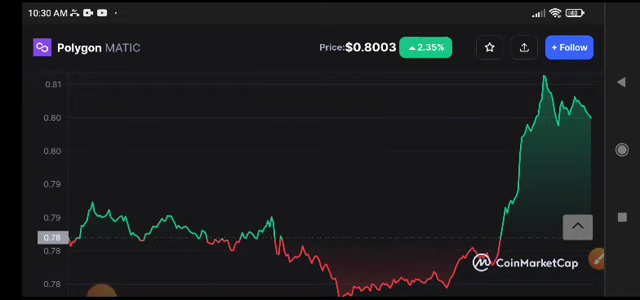 10:30 AM
Polygon MATIC
Price:$0.8003
2.35%
+ Follow
0.81
0.80
0.80
0.79
0.79
0.78
0.78
0.78
CoinMarketCap